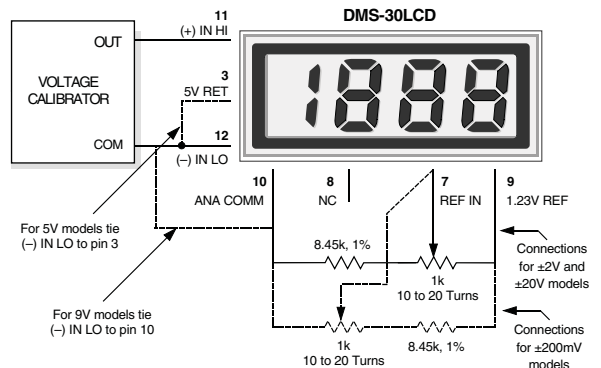 DMS-30LCD
11
(+) IN HI
OUT
VOLTAGE
CALIBRATOR
3
5V RET
1888
COM
12
(–) IN LO
10
ANA COMM
8
NC
7
REF IN
9
1.23V REF
For 5V models tie
(–) IN LO to pin 3
8.45k, 1%
1k
10 to 20 Turns
Connections
for ±2V and
±20V models
For 9V models tie
(–) IN LO to pin 10
1k
10 to 20 Turns
8.45k, 1%
Connections
for ±200mV
models